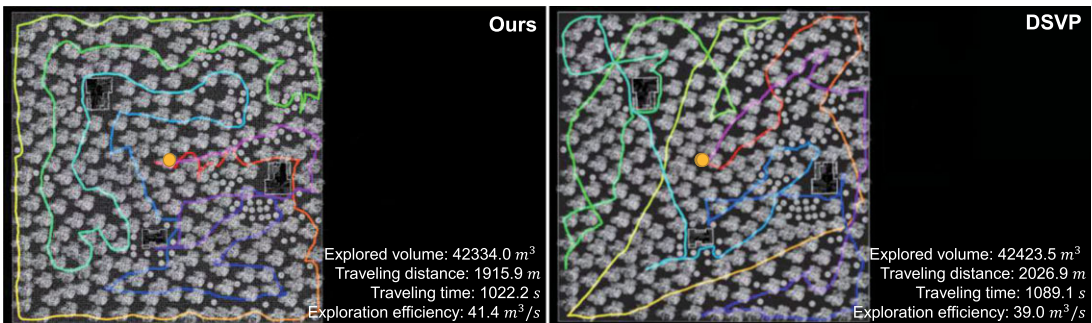 Ours
Explored volume: 42334.0 m³
Traveling distance: 1915.9 m
Traveling time: 1022.2 s
Exploration efficiency: 41.4 m³/s
DSVP
Explored volume: 42423.5 m³
Traveling distance: 2026.9 m
Traveling time: 1089.1 s
Exploration efficiency: 39.0 m³/s